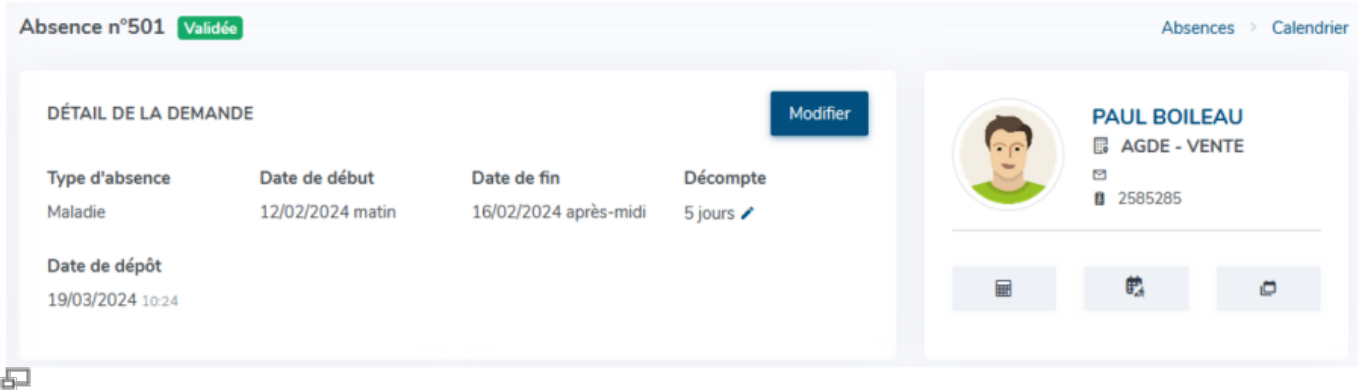 Absence n°501 Validée
Absences > Calendrier
DÉTAIL DE LA DEMANDE
Modifier
Type d'absence Date de début Date de fin Décompte
Maladie 12/02/2024 matin 16/02/2024 après-midi 5 jours
Date de dépôt
19/03/2024 10:24
PAUL BOILEAU
AGDE - VENTE
2585285